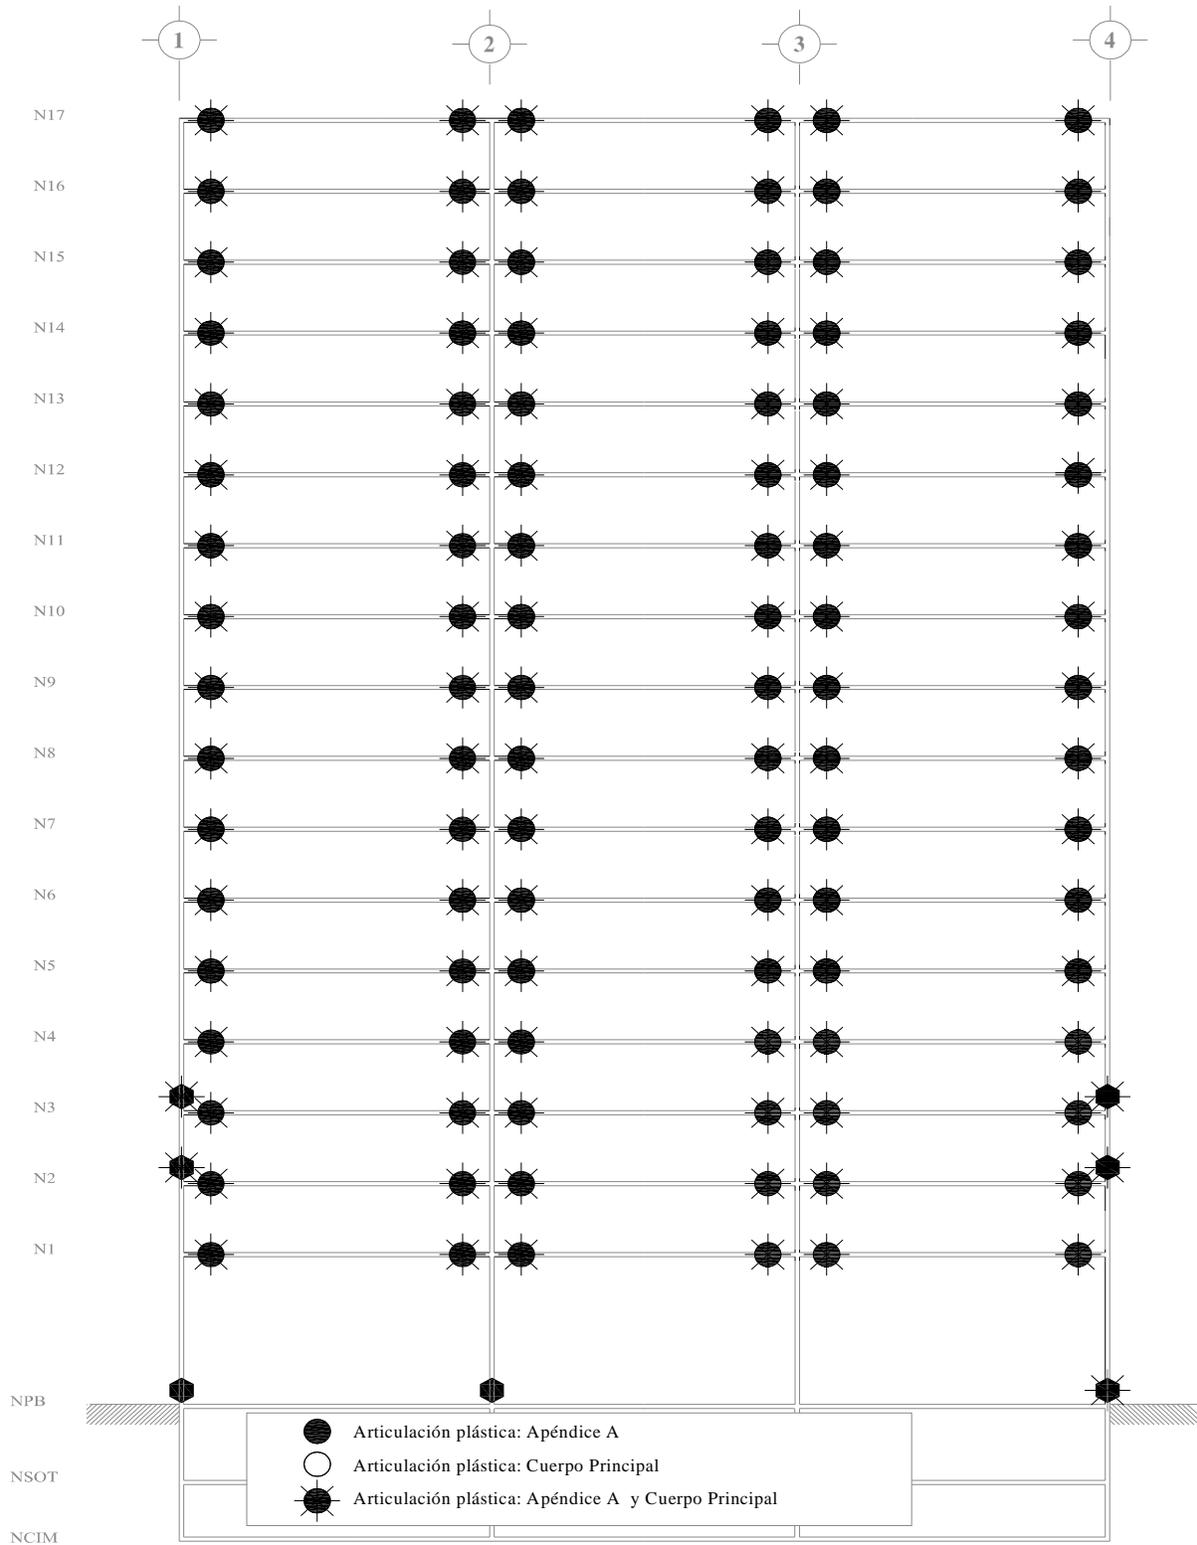 1 2 3 4
N17
N16
N15
N14
N13
N12
N11
N10
N9
N8
N7
N6
N5
N4
N3
N2
N1
NPB
Articulación plástica: Apéndice A
Articulación plástica: Cuerpo Principal
NSOT
Articulación plástica: Apéndice A y Cuerpo Principal
NCIM